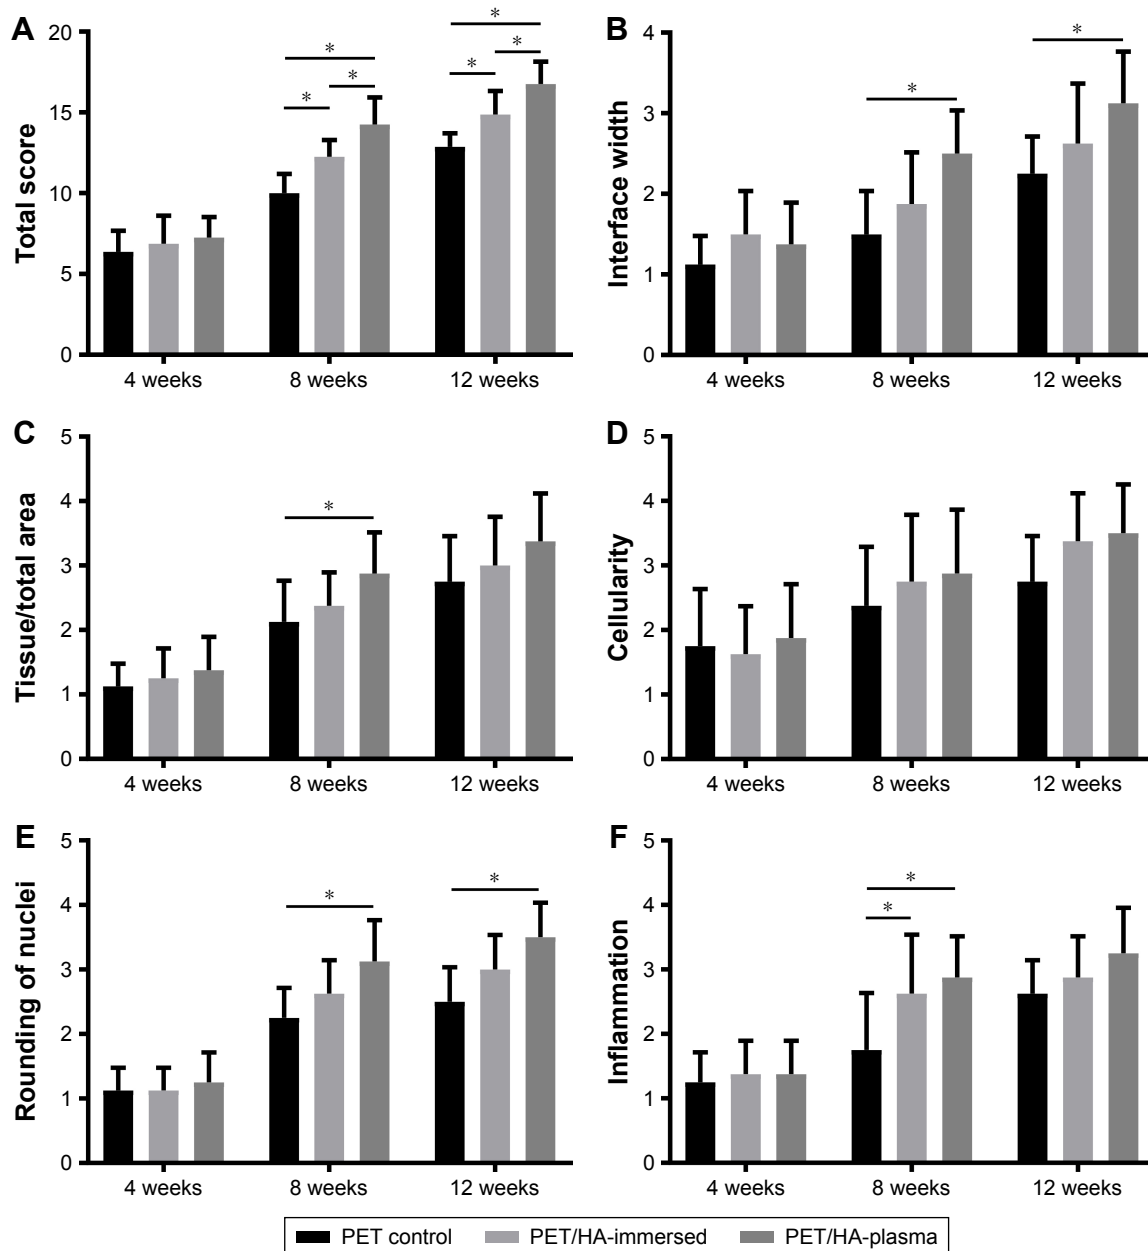 A
Total score
20
15
10
5
0
*
*
*
*
*
*
4 weeks
8 weeks
12 weeks
B
Interface width
4
3
2
1
0
*
*
4 weeks
8 weeks
12 weeks
C
Tissue/total area
5
4
3
2
1
0
*
4 weeks
8 weeks
12 weeks
D
Cellularity
5
4
3
2
1
0
4 weeks
8 weeks
12 weeks
E
Rounding of nuclei
5
4
3
2
1
0
*
*
4 weeks
8 weeks
12 weeks
F
Inflammation
5
4
3
2
1
0
*
*
4 weeks
8 weeks
12 weeks
PET control
PET/HA-immersed
PET/HA-plasma